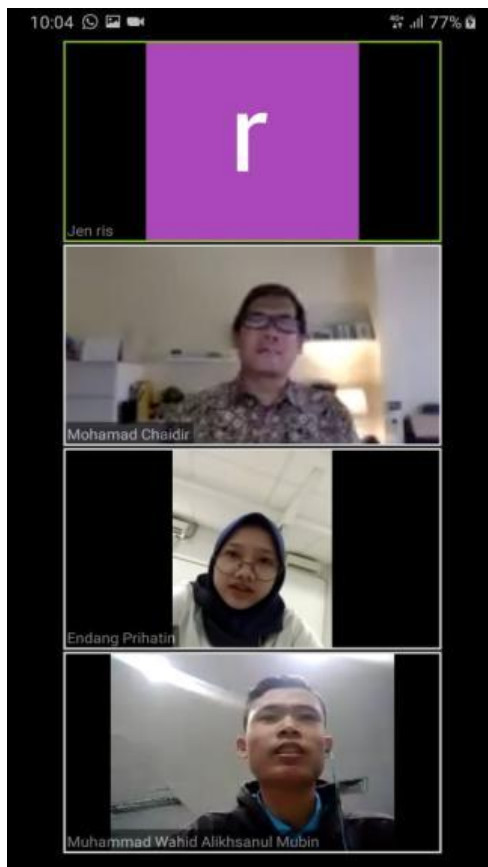 10:04 77%
r
Jen ris
Mohamad Chaidir
Endang Prihatin
Muhammad Wahid Alikhsanul Mubin